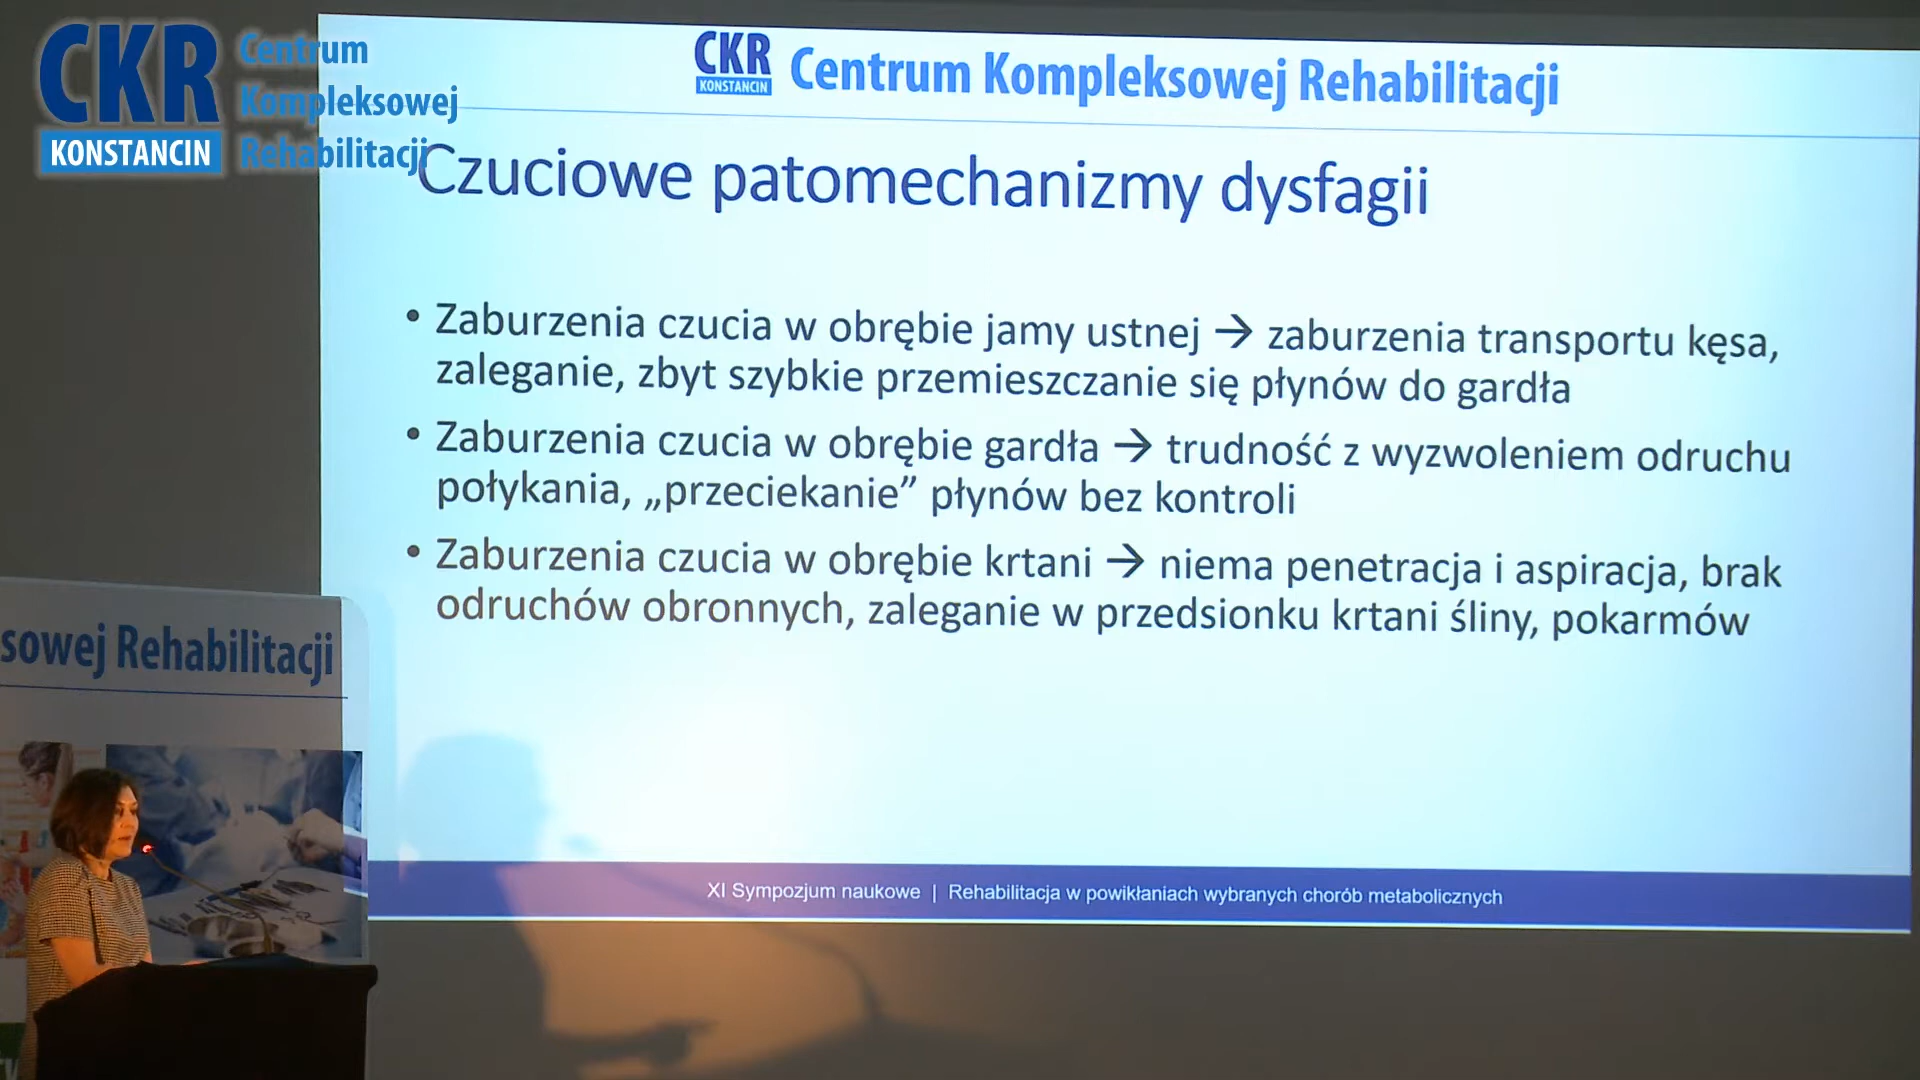 CKR
KONSTANCIN
Centrum
Kompleksowej
Rehabilitacji
CKR
KONSTANCIN
Centrum Kompleksowej Rehabilitacji
Czuciowe patomechanizmy dysfagii
• Zaburzenia czucia w obrębie jamy ustnej → zaburzenia transportu kęsa,
zaleganie, zbyt szybkie przemieszczanie się płynów do gardła
• Zaburzenia czucia w obrębie gardła → trudność z wyzwoleniem odruchu
połykania, „przeciekanie” płynów bez kontroli
• Zaburzenia czucia w obrębie krtani → niema penetracja i aspiracja, brak
odruchów obronnych, zaleganie w przedsionku krtani śliny, pokarmów
sowej Rehabilitacji
XI Sympozjum naukowe | Rehabilitacja w powikłaniach wybranych chorób metabolicznych